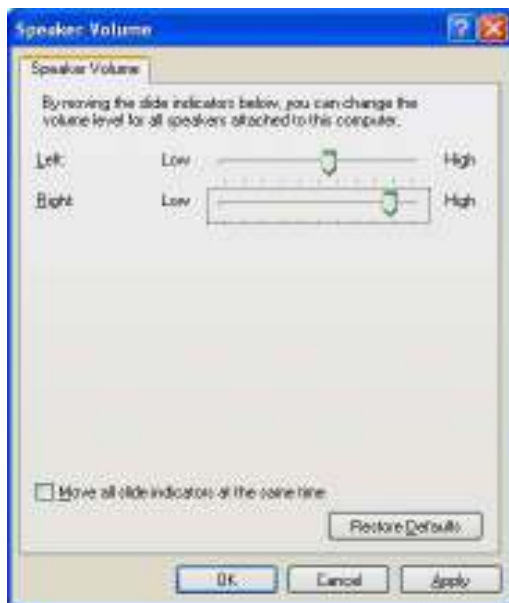 Speaker Volume
Speaker Volume
By moving the slide indicators below, you can change the
volume level for all speakers attached to this computer.
Left: Low High
Right Low High
Move all slide indicators at the same time
Restore Defaults
OK Cancel Apply